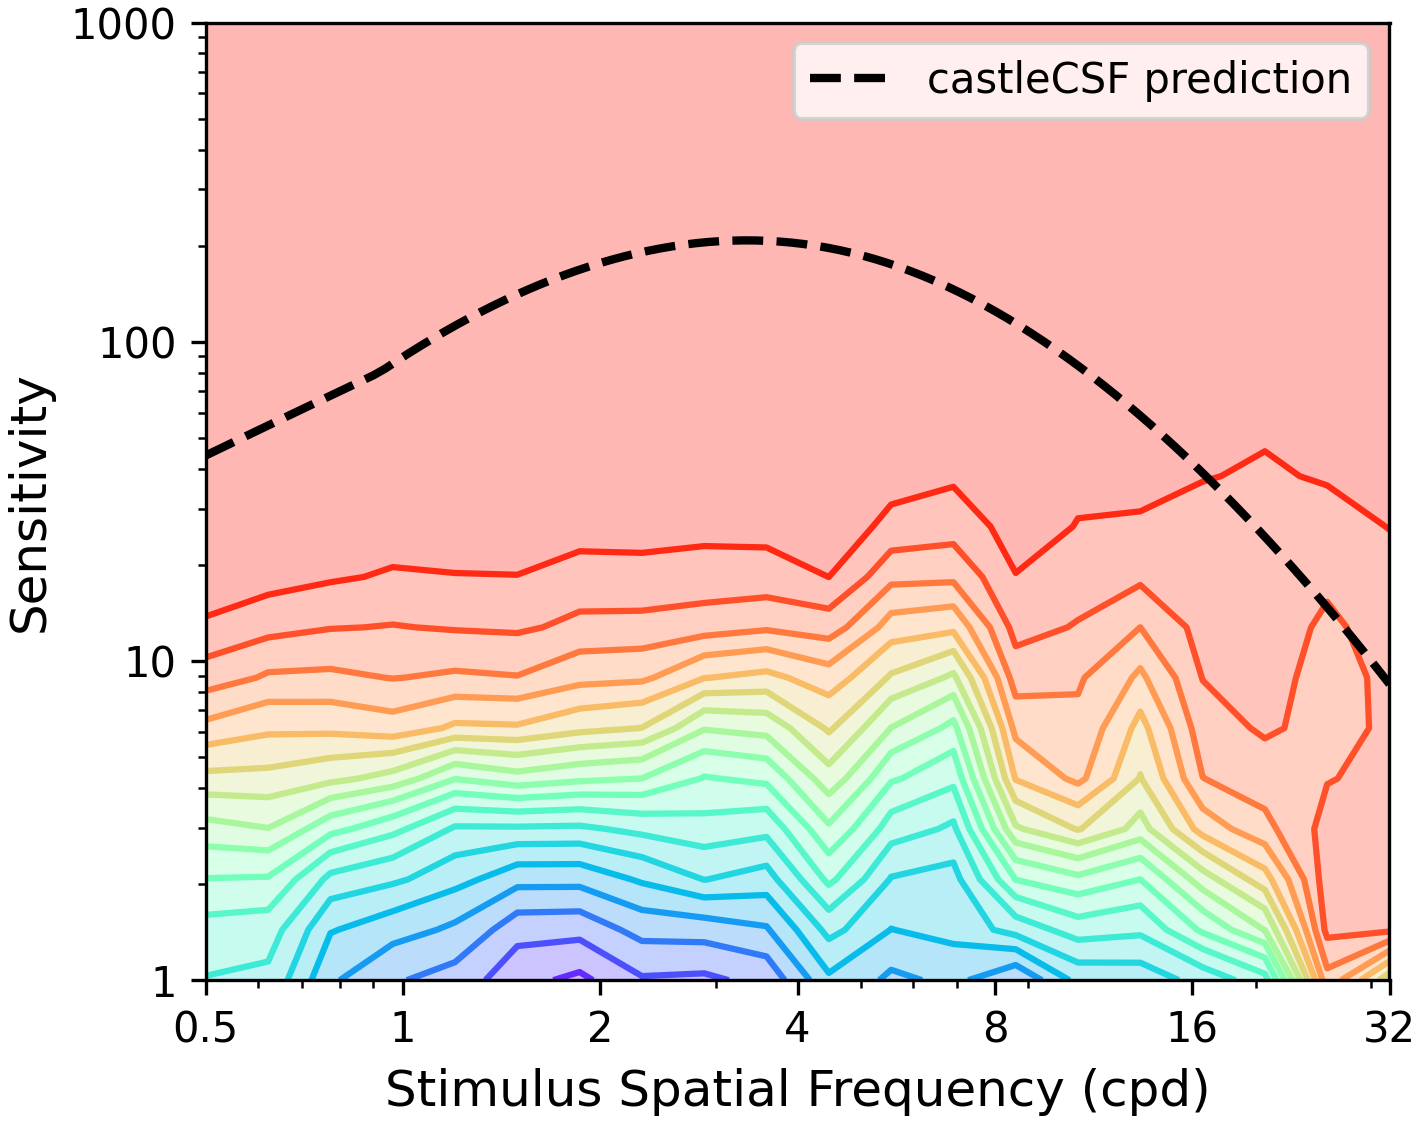 1000
100
10
1
Sensitivity
castleCSF prediction
0.5 1 2 4 8 16 32
Stimulus Spatial Frequency (cpd)